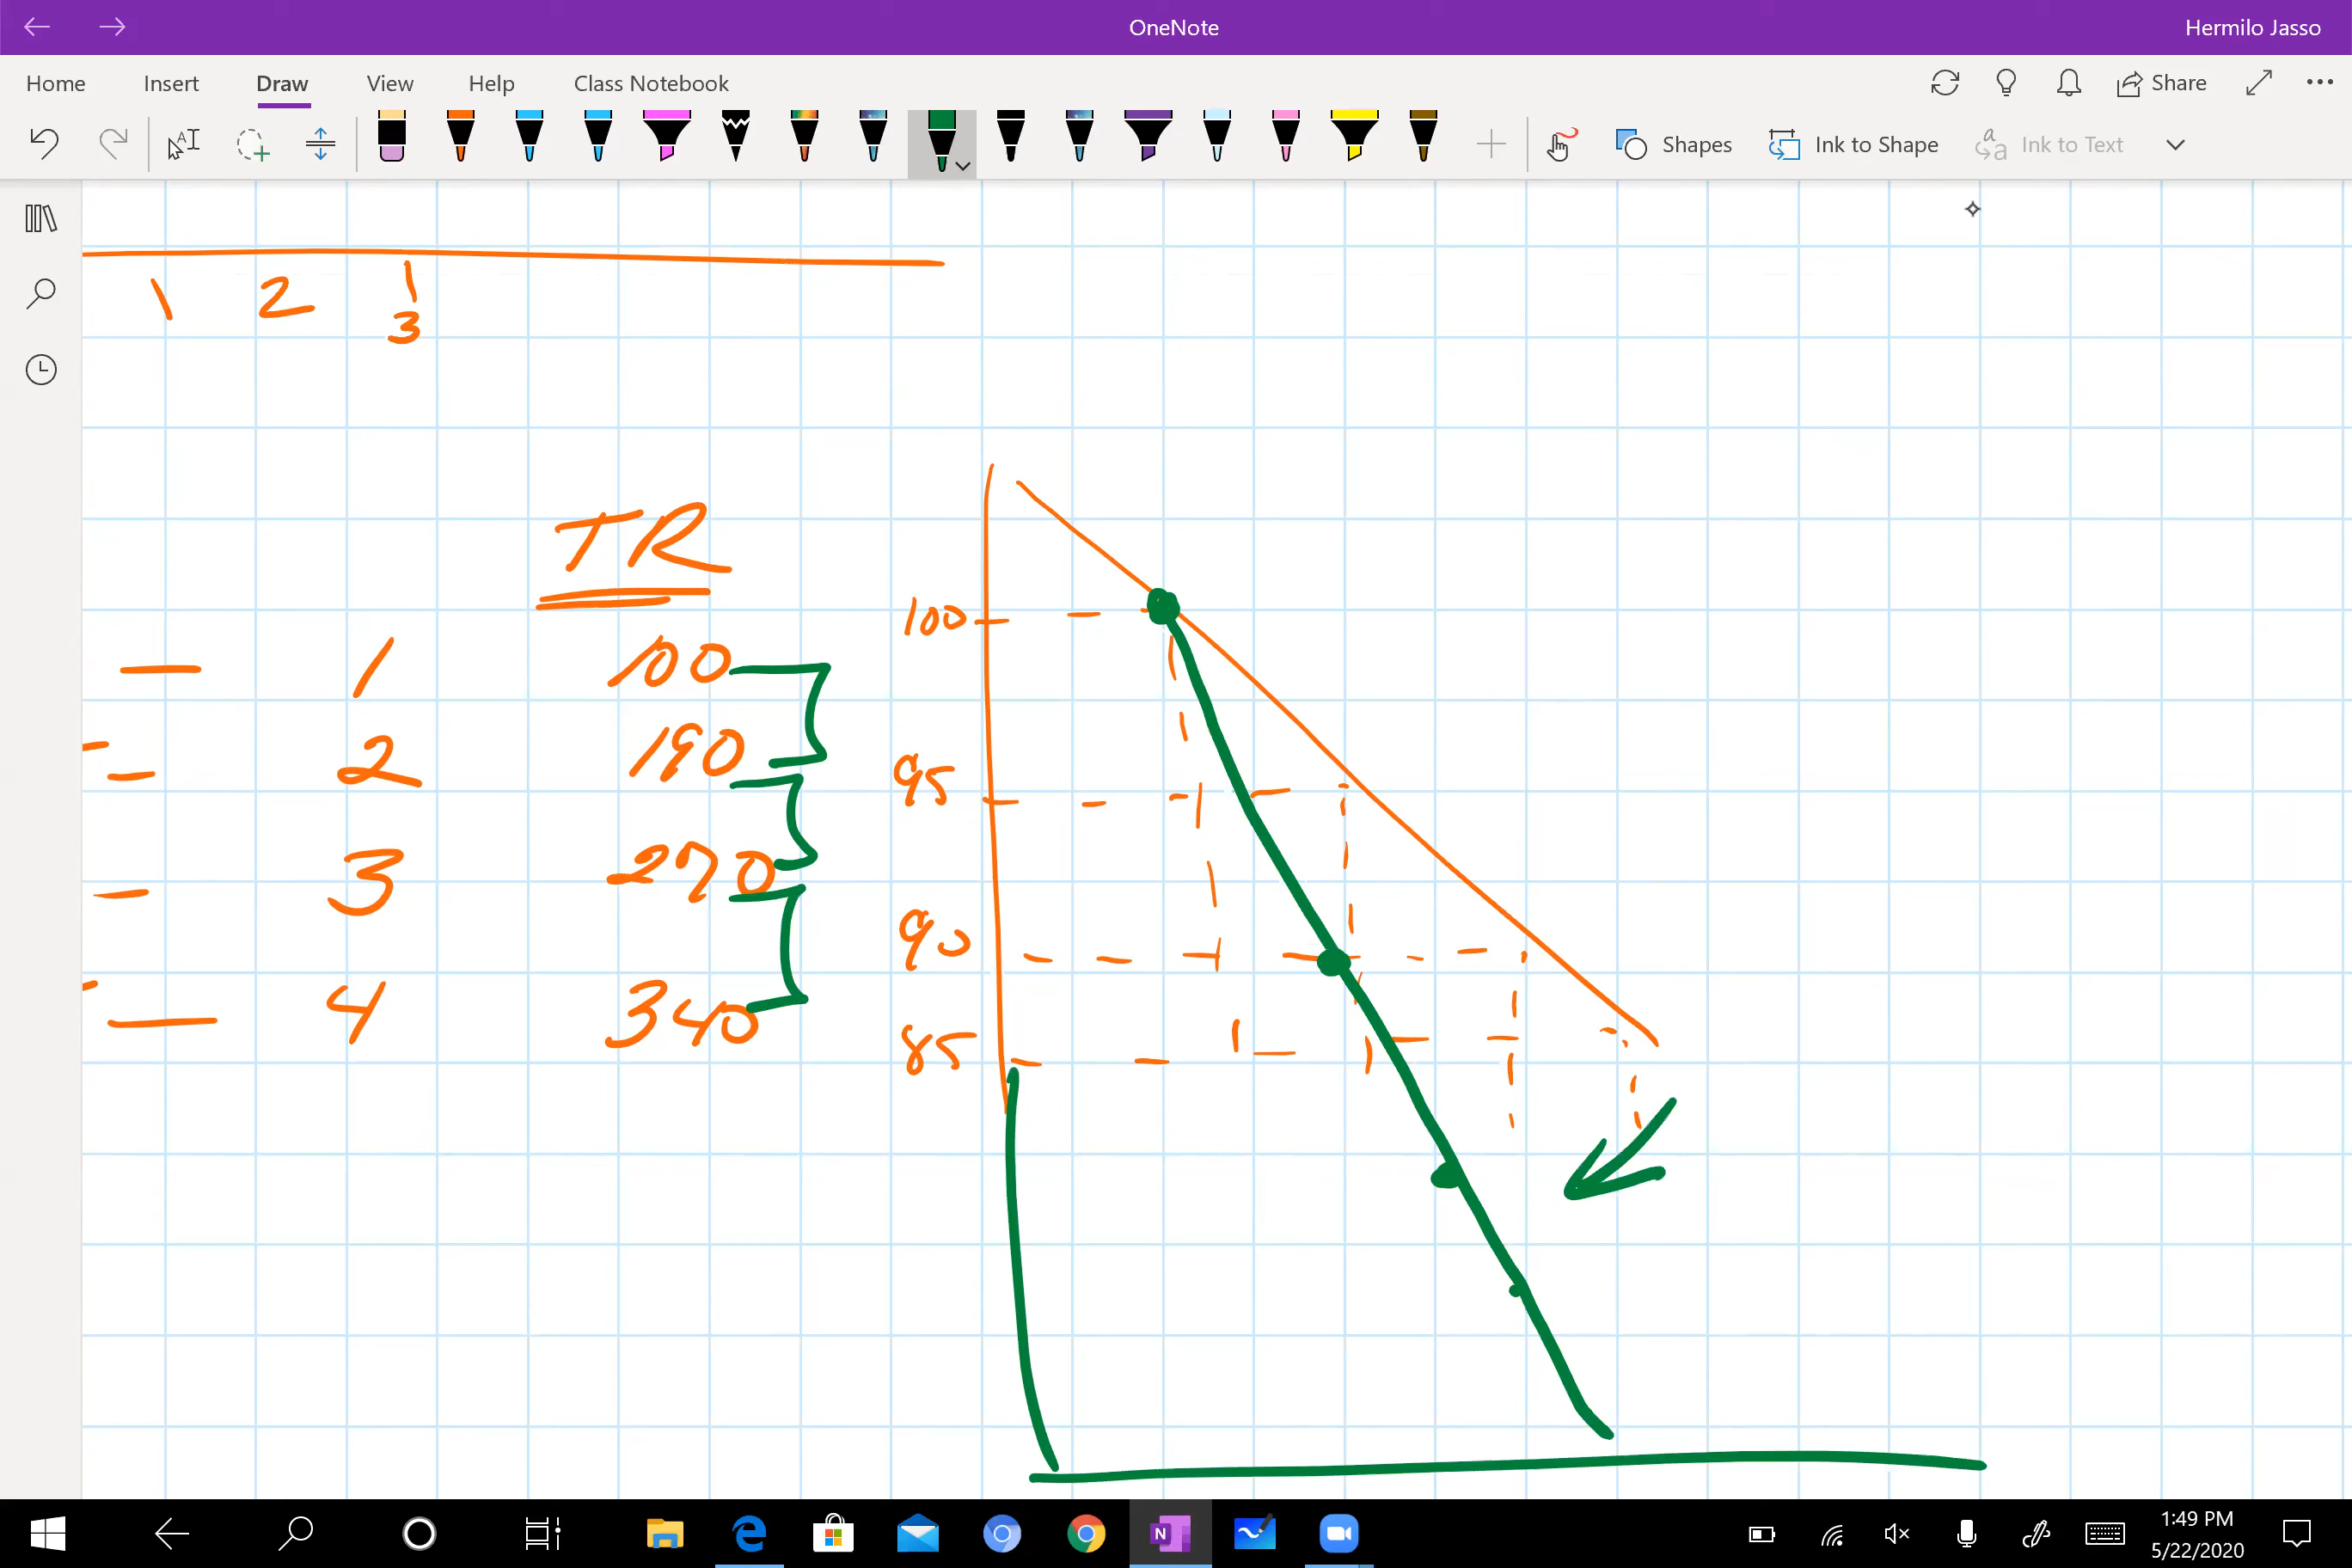 OneNote
Hermilo Jasso
Home Insert Draw View Help Class Notebook Share
Shapes Ink to Shape Ink to Text
1 2 3
TR
1 100
2 190
3 270
4 340
100
95
90
85
1:49 PM
5/22/2020